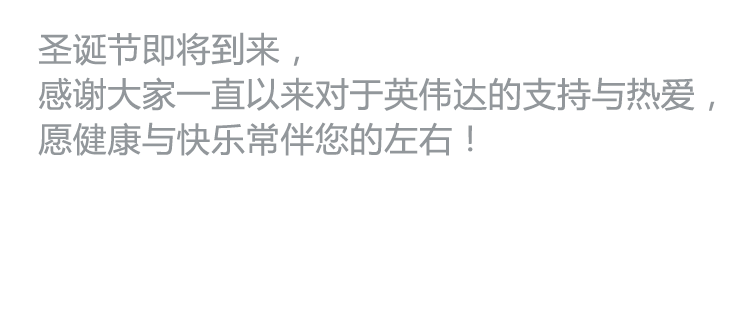 圣诞节即将到来，
感谢大家一直以来对于英伟达的支持与热爱，
愿健康与快乐常伴您的左右！